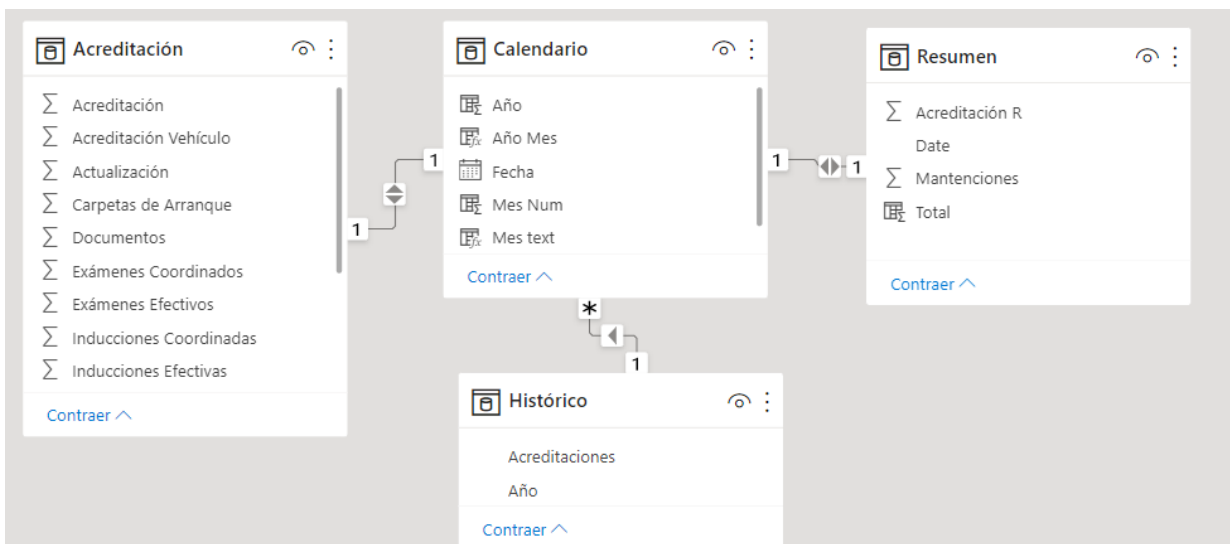 Acreditación
Acreditación
Acreditación Vehículo
Actualización
Carpetas de Arranque
Documentos
Exámenes Coordinados
Exámenes Efectivos
Inducciones Coordinadas
Inducciones Efectivas
Contraer
1
1
Calendario
Año
Año Mes
Fecha
Mes Num
Mes text
Contraer
1
1
Resumen
Acreditación R
Date
Mantenciones
Total
Contraer
*
1
Histórico
Acreditaciones
Año
Contraer